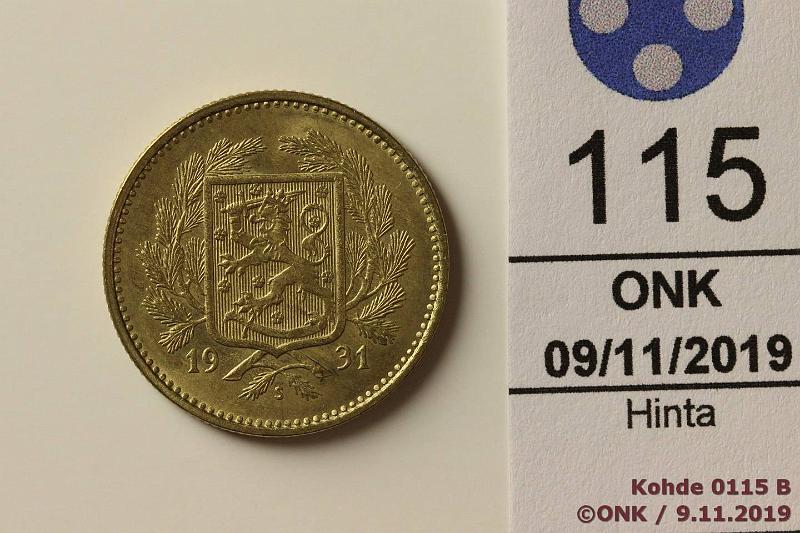 19 31
S
115
ONK
09/11/2019
Hinta
Kohde 0115 B
©ONK / 9.11.2019